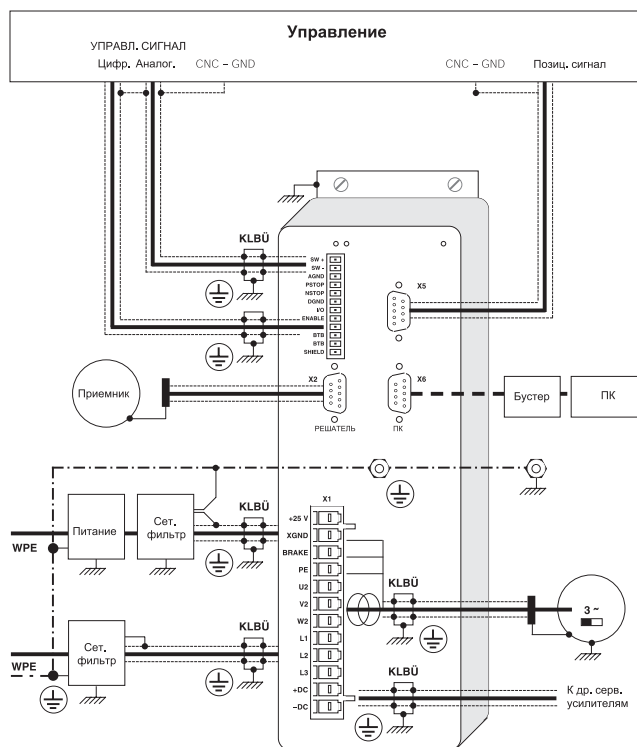 Управление
УПРАВЛ. СИГНАЛ
Цифр. Аналог. CNC – GND CNC – GND Позиц. сигнал
KLBÜ
SW +
SW -
AGND
PSTOP
NSTOP
DGND
I/O
ENABLE
BTB
BTB
SHIELD
X5
Приемник
X2
РЕШАТЕЛЬ
X6
ПК
Бустер
ПК
Питание
Сет.
фильтр
KLBÜ
WPE
X1
+25 V
XGND
BRAKE
PE
U2
V2
W2
L1
L2
L3
+DC
–DC
KLBÜ
3 ~
Сет.
фильтр
KLBÜ
WPE
KLBÜ
К др. серв.
усилителям